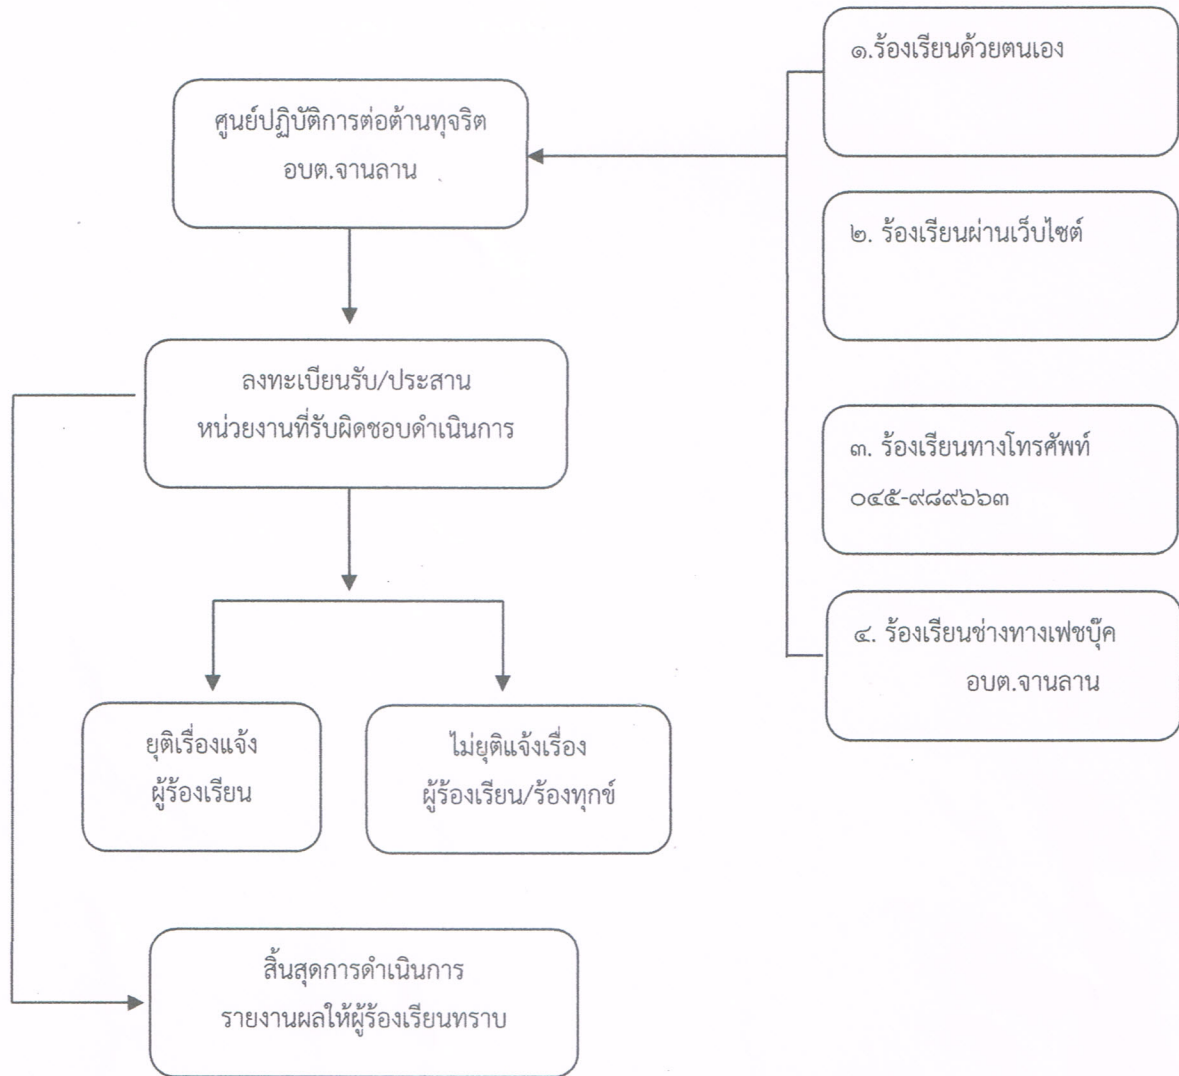 ๑.ร้องเรียนด้วยตนเอง
ศูนย์ปฏิบัติการต่อต้านทุจริต
อบต.จานลาน
๒. ร้องเรียนผ่านเว็บไซต์
ลงทะเบียนรับ/ประสาน
หน่วยงานที่รับผิดชอบดำเนินการ
๓. ร้องเรียนทางโทรศัพท์
๐๔๕-๙๘๙๖๖๓
๔. ร้องเรียนช่างทางเฟชบุ๊ค
อบต.จานลาน
ยุติเรื่องแจ้ง
ผู้ร้องเรียน
ไม่ยุติแจ้งเรื่อง
ผู้ร้องเรียน/ร้องทุกข์
สิ้นสุดการดำเนินการ
รายงานผลให้ผู้ร้องเรียนทราบ